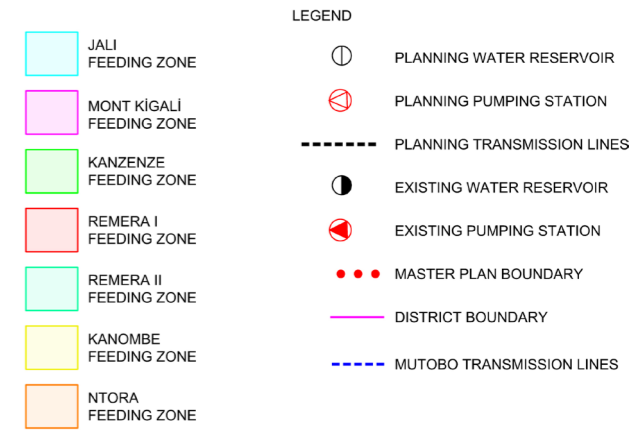 LEGEND
JALI
FEEDING ZONE
MONT KİGALİ
FEEDING ZONE
KANZENZE
FEEDING ZONE
REMERA I
FEEDING ZONE
REMERA II
FEEDING ZONE
KANOMBE
FEEDING ZONE
NTORA
FEEDING ZONE
PLANNING WATER RESERVOIR
PLANNING PUMPING STATION
PLANNING TRANSMISSION LINES
EXISTING WATER RESERVOIR
EXISTING PUMPING STATION
MASTER PLAN BOUNDARY
DISTRICT BOUNDARY
MUTOBO TRANSMISSION LINES